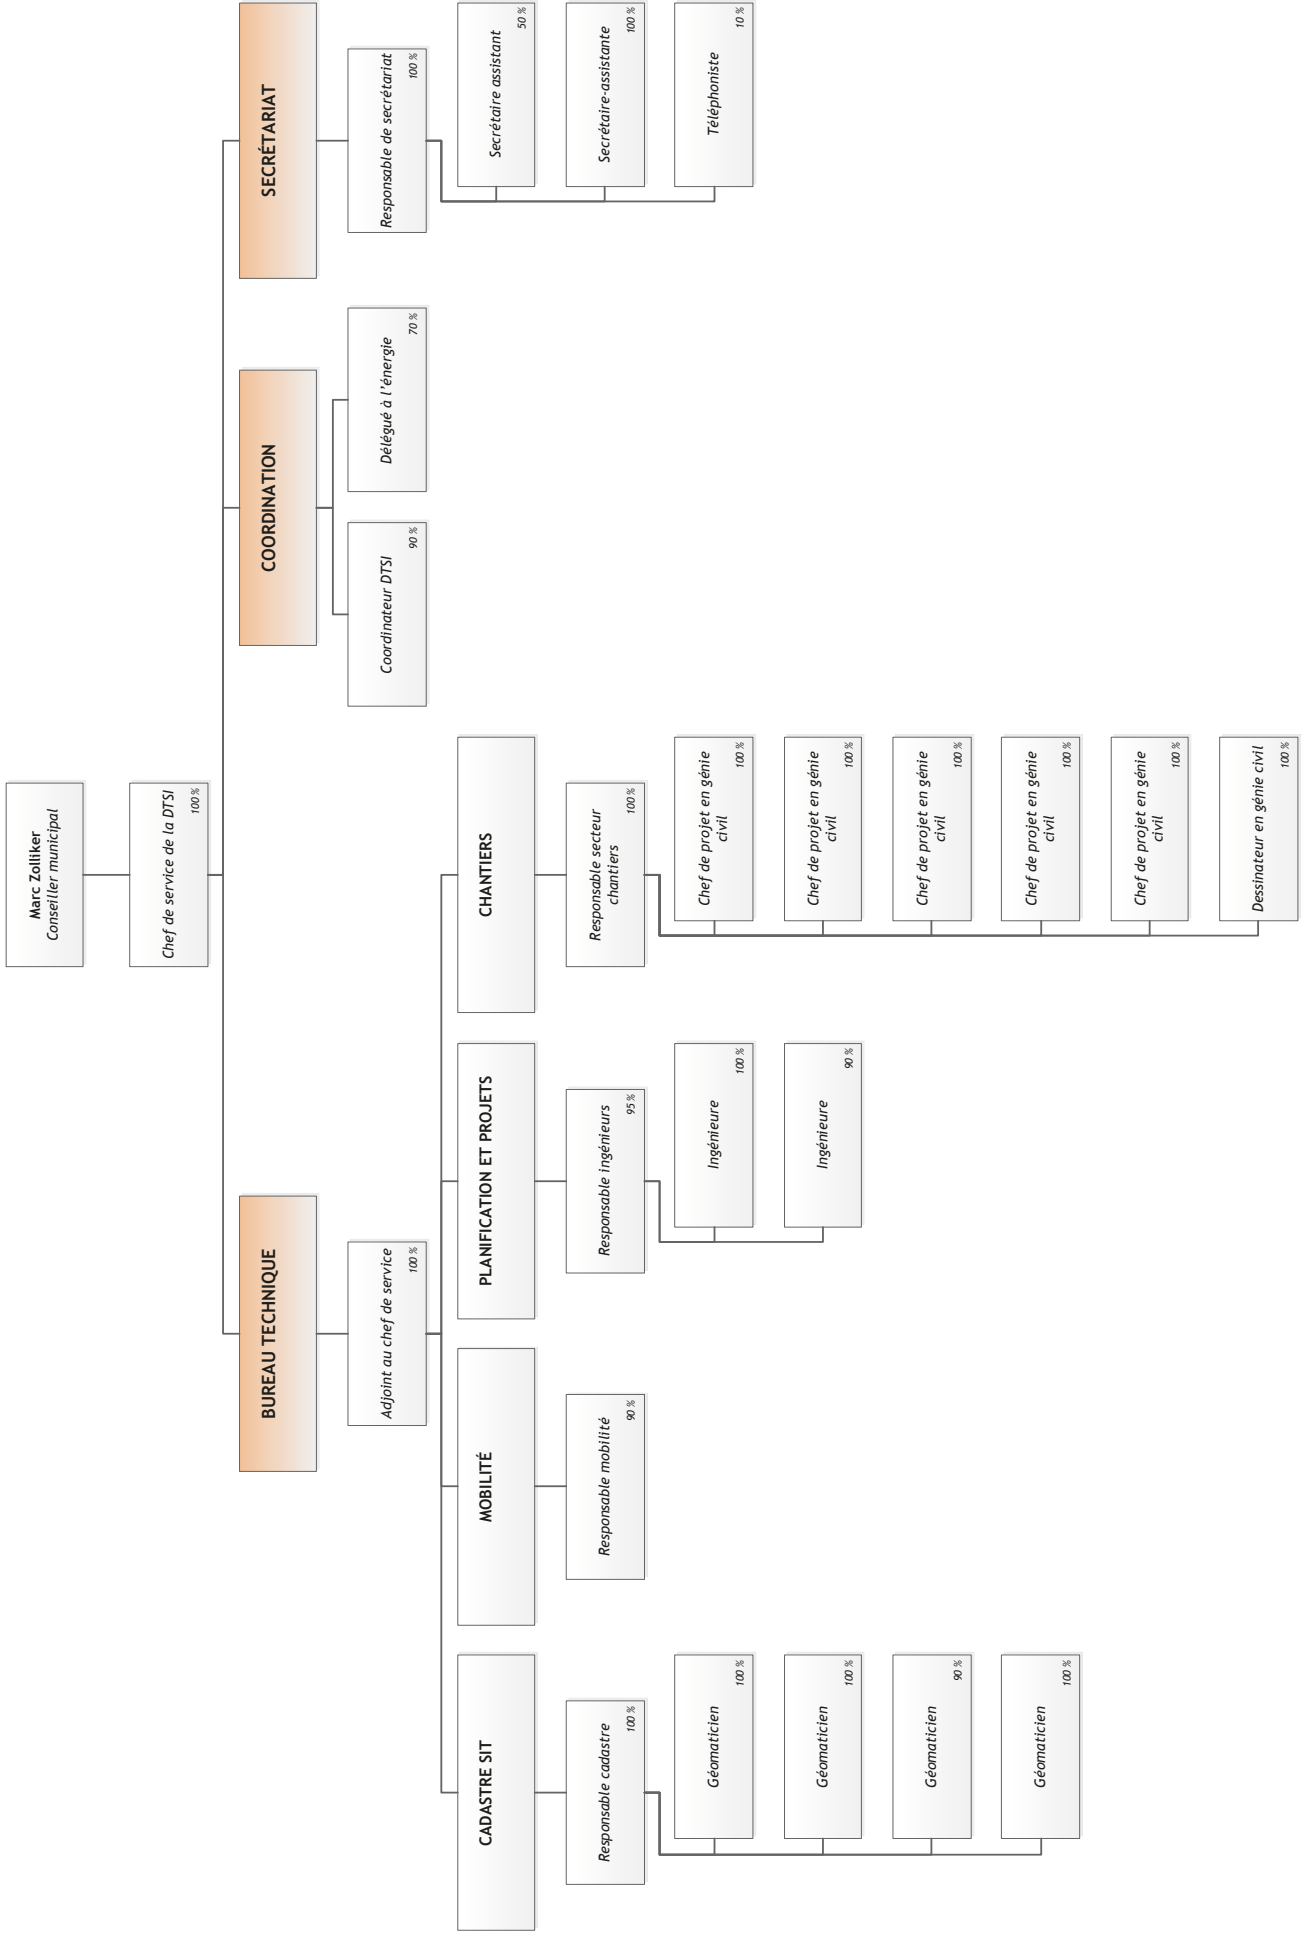 Marc Zolliker
Conseiller municipal
Chef de service de la DTSI
100 %
BUREAU TECHNIQUE
COORDINATION
SECRÉTARIAT
Adjoint au chef de service
100 %
Coordinateur DTSI
90 %
Délégué à l’énergie
70 %
Responsable de secrétariat
100 %
CADASTRE SIT
MOBILITÉ
PLANIFICATION ET PROJETS
CHANTIERS
Secrétaire assistant
50 %
Responsable cadastre
100 %
Responsable mobilité
90 %
Responsable ingénieurs
95 %
Responsable secteur
chantiers
100 %
Secrétaire-assistante
100 %
Géomaticien
100 %
Ingénieure
100 %
Chef de projet en génie
civil
100 %
Téléphoniste
10 %
Géomaticien
100 %
Ingénieure
90 %
Chef de projet en génie
civil
100 %
Géomaticien
90 %
Chef de projet en génie
civil
100 %
Géomaticien
100 %
Chef de projet en génie
civil
100 %
Chef de projet en génie
civil
100 %
Dessinateur en génie civil
100 %